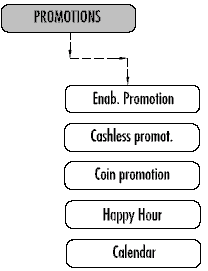 PROMOTIONS
Enab. Promotion
Cashless promot.
Coin promotion
Happy Hour
Calendar